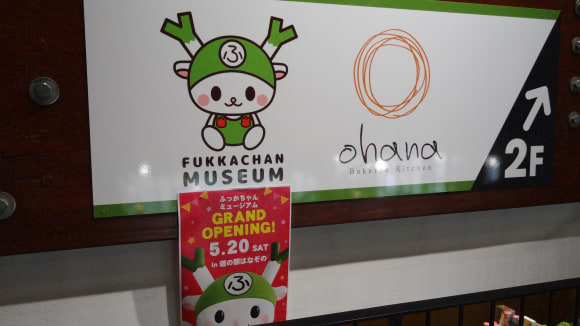 ふ
FUKKACHAN
MUSEUM
ohana
Bakery & Kitchen
2F
ふっかちゃん
ミュージアム
GRAND
OPENING!
5.20 SAT
in 道の駅はなぞの
ふ